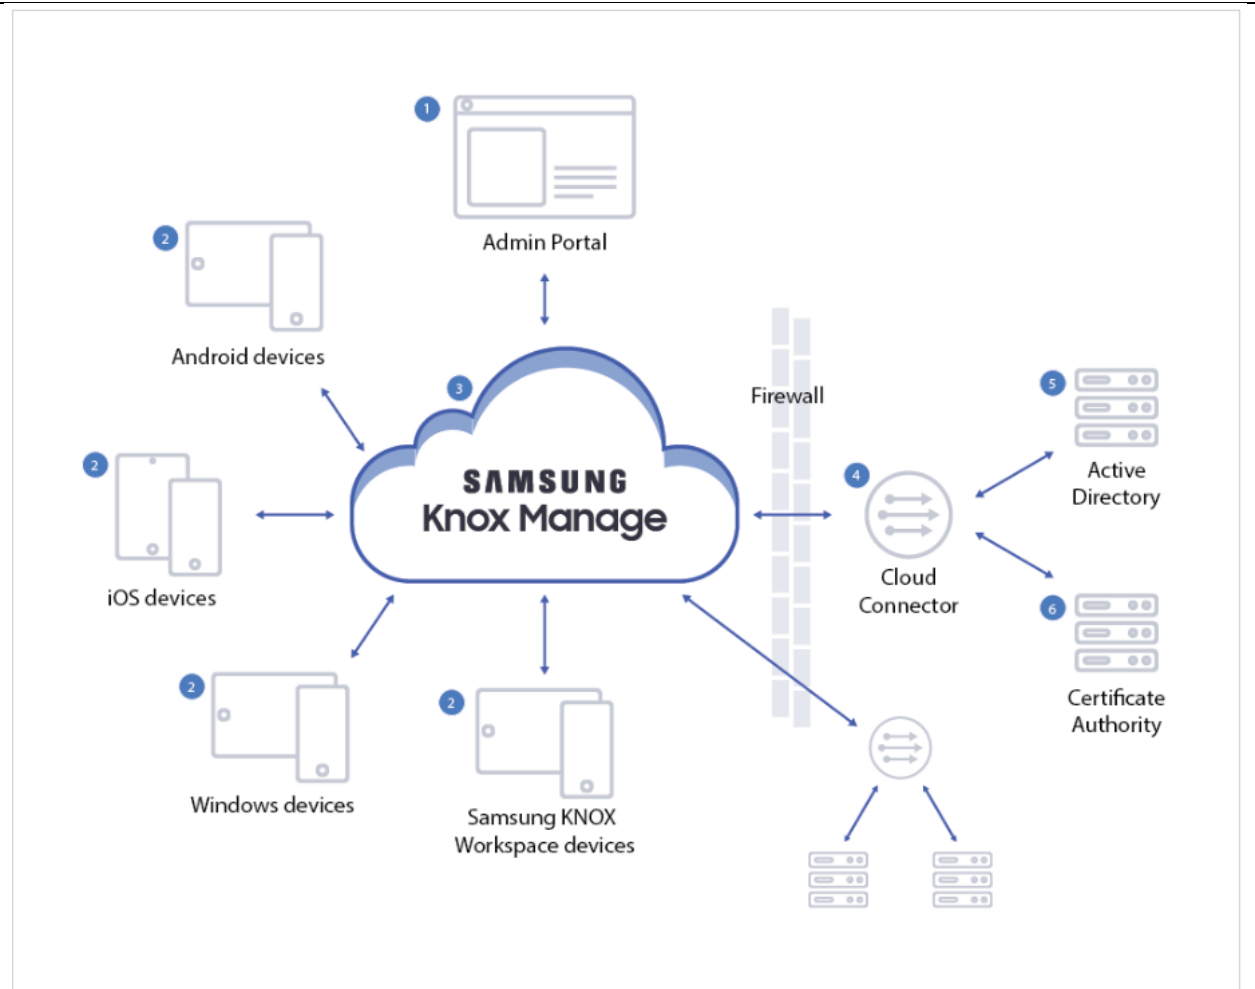 1
Admin Portal
2
Android devices
3
Firewall
5
Active
Directory
2
iOS devices
SAMSUNG
Knox Manage
4
Cloud
Connector
6
Certificate
Authority
2
Windows devices
2
Samsung KNOX
Workspace devices